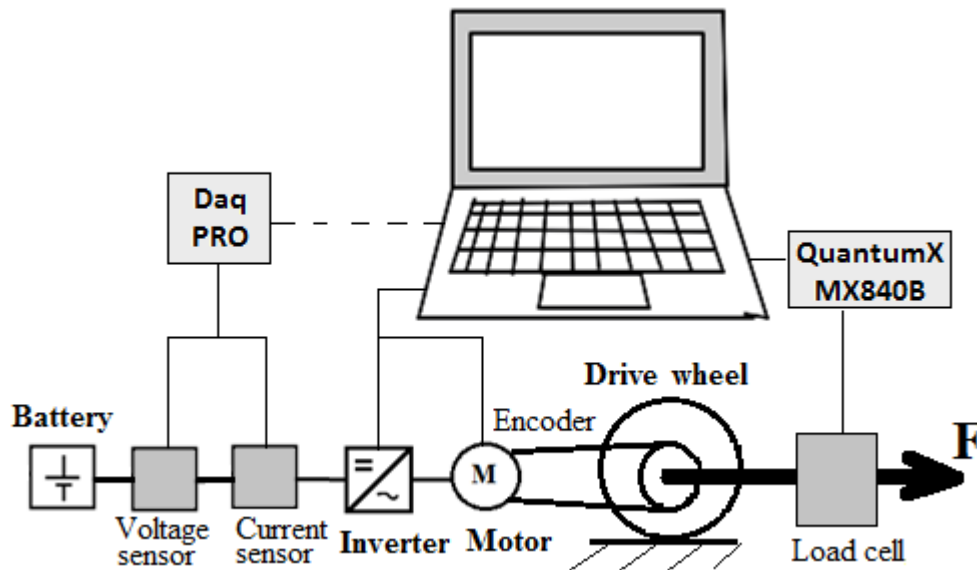 Daq
PRO
QuantumX
MX840B
Drive wheel
Battery
Encoder
F
M
Voltage
sensor
Current
sensor
Inverter
Motor
Load cell